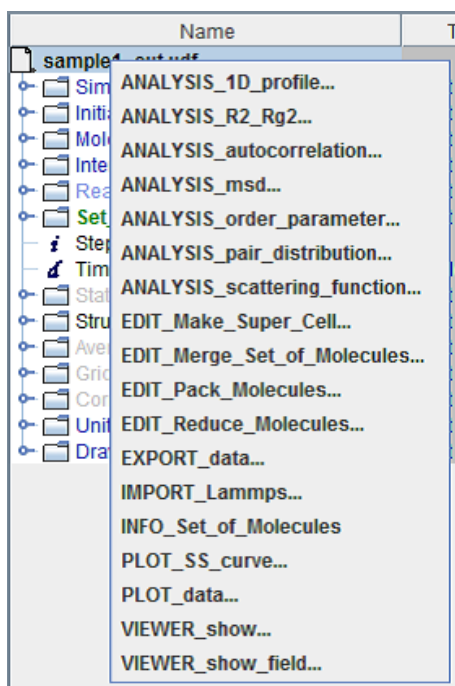 Name
sample1_out.udf
ANALYSIS_1D_profile...
ANALYSIS_R2_Rg2...
ANALYSIS_autocorrelation...
ANALYSIS_msd...
ANALYSIS_order_parameter...
ANALYSIS_pair_distribution...
ANALYSIS_scattering_function...
EDIT_Make_Super_Cell...
EDIT_Merge_Set_of_Molecules...
EDIT_Pack_Molecules...
EDIT_Reduce_Molecules...
EXPORT_data...
IMPORT_Lammps...
INFO_Set_of_Molecules
PLOT_SS_curve...
PLOT_data...
VIEWER_show...
VIEWER_show_field...